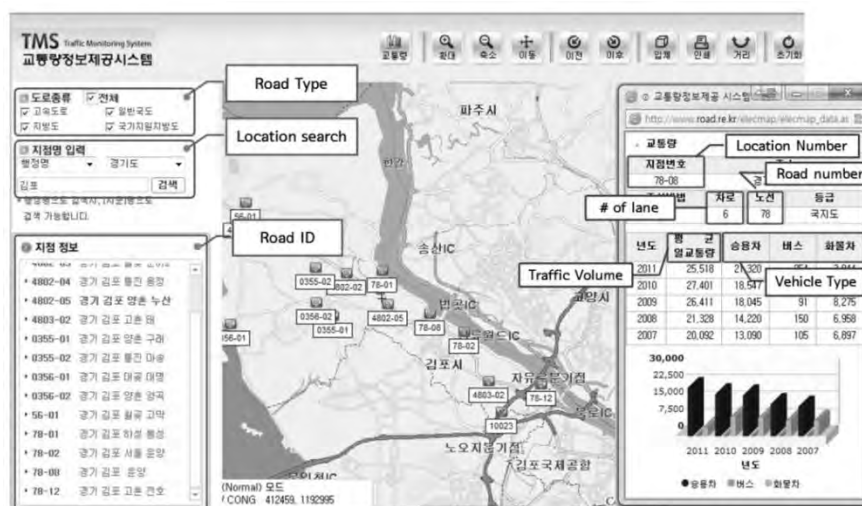 TMS Traffic Monitoring System
교통량정보제공시스템
교통량
확대
축소
이동
이전
이후
입체
인쇄
거리
초기화
도로종류 전체
고속도로 일반국도
지방도 국가지원지방도
Road Type
지점명 입력
행정명 경기도
김포 검색
검색 가능합니다.
Location search
지점 정보
Road ID
4802-04 경기 김포 통진 옹정
4802-05 경기 김포 양촌 누산
4803-02 경기 김포 고촌 태
0355-01 경기 김포 양촌 구래
0355-02 경기 김포 통진 마송
0356-01 경기 김포 대곶 대명
0356-02 경기 김포 양촌 양곡
56-01 경기 김포 월곶 고막
78-01 경기 김포 하성 봉성
78-02 경기 김포 서울 운양
78-08 경기 김포 운양
78-12 경기 김포 고촌 전호
파주시
한강
송산IC
56-01
0355-02
4802-02
78-01
0356-02
0355-01
4802-05
78-08
78-02
김포시
고양시
4803-02
78-12
10023
노오지분기점
김포국제공항
(Normal) 모드
CONG 412459, 1192995
교통량정보제공 시스템
http://www.road.re.kr/elecmap/elecmap_data.as
교통량
지점번호
78-08
Location Number
Road number
# of lane
차로 노선 등급
6 78 국지도
년도 평 균 일교통량 승용차 버스 화물차
Traffic Volume
Vehicle Type
2011 25,518 21,320
2010 27,401 18,547
2009 26,411 18,045 91 8,275
2008 21,328 14,220 150 6,958
2007 20,092 13,090 105 6,897
30,000
22,500
15,000
7,500
0
2011 2010 2009 2008 2007
년도
승용차 버스 화물차